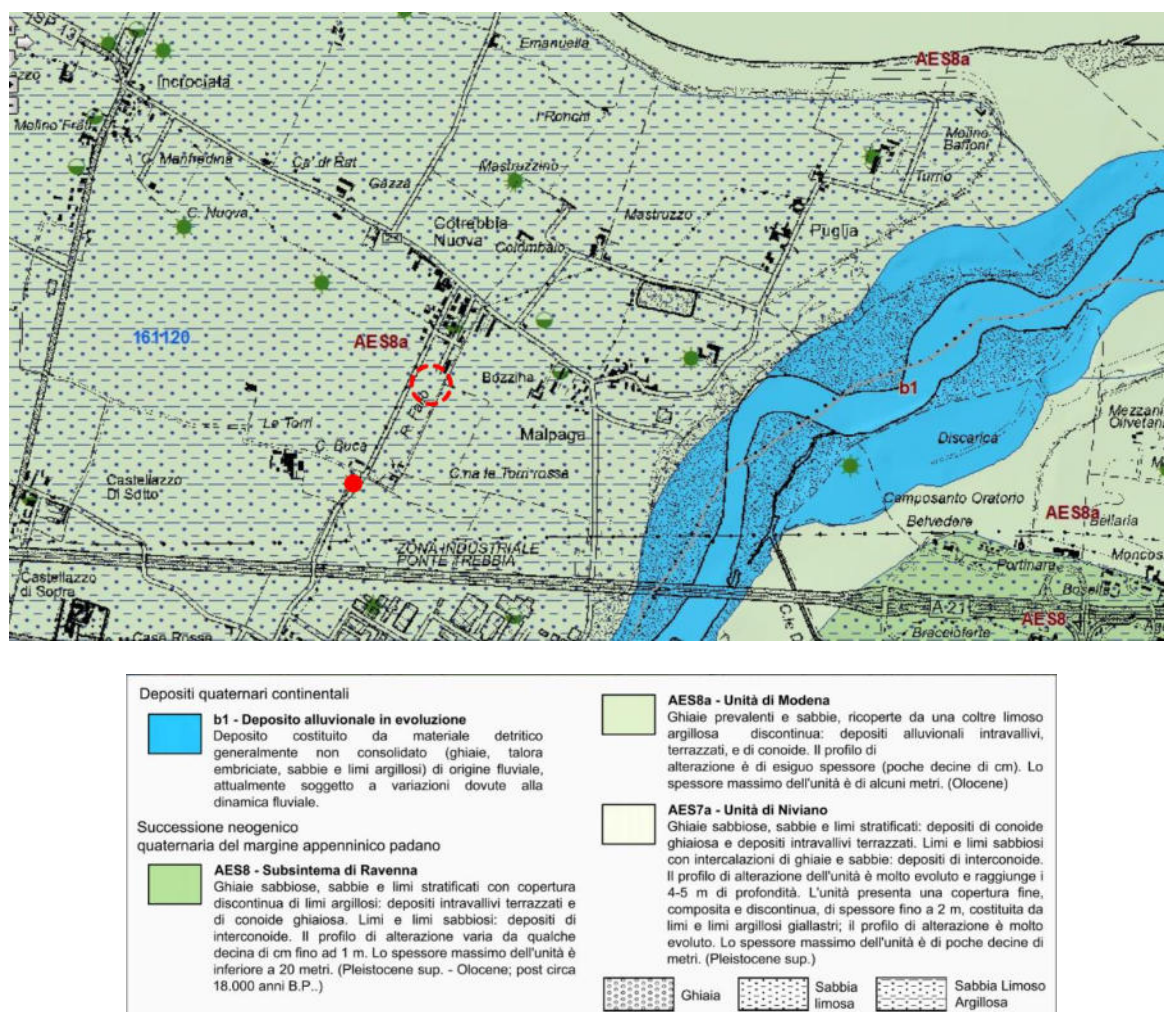 SP 13
Emanuella
AES8a
Incrociata
I Ronchi
Molino
Baffoni
C. Manfredina
Ca' di Rat
Mastruzzino
Gazza
Turno
C. Nuova
Cotrebbia
Nuova
Mastruzzo
Colombaio
Puglia
161120
AES8a
Bozzina
b1
Mezzan
Olivetan
Le Torri
C. Buca
Malpaga
Discarica
C.na le Torri rossa
Castellazzo
Di Sotto
Camposanto Oratorio
AES8a
Belvedere
Bellaria
ZONA INDUSTRIALE
PONTE TREBBIA
Portinara
Moncos
Castellazzo
di Sopra
A-21
AES8
Case Rosse
Braccioforte
Depositi quaternari continentali
b1 - Deposito alluvionale in evoluzione
Deposito costituito da materiale detritico
generalmente non consolidato (ghiaie, talora
embriciate, sabbie e limi argillosi) di origine fluviale,
attualmente soggetto a variazioni dovute alla
dinamica fluviale.
Successione neogenico
quaternaria del margine appenninico padano
AES8 - Subsintema di Ravenna
Ghiaie sabbiose, sabbie e limi stratificati con copertura
discontinua di limi argillosi: depositi intravallivi terrazzati e
di conoide ghiaiosa. Limi e limi sabbiosi: depositi di
interconoide. Il profilo di alterazione varia da qualche
decina di cm fino ad 1 m. Lo spessore massimo dell'unità è
inferiore a 20 metri. (Pleistocene sup. - Olocene; post circa
18.000 anni B.P..)
AES8a - Unità di Modena
Ghiaie prevalenti e sabbie, ricoperte da una coltre limoso
argillosa discontinua: depositi alluvionali intravallivi,
terrazzati, e di conoide. Il profilo di
alterazione è di esiguo spessore (poche decine di cm). Lo
spessore massimo dell'unità è di alcuni metri. (Olocene)
AES7a - Unità di Niviano
Ghiaie sabbiose, sabbie e limi stratificati: depositi di conoide
ghiaiosa e depositi intravallivi terrazzati. Limi e limi sabbiosi
con intercalazioni di ghiaie e sabbie: depositi di interconoide.
Il profilo di alterazione dell'unità è molto evoluto e raggiunge i
4-5 m di profondità. L'unità presenta una copertura fine,
composita e discontinua, di spessore fino a 2 m, costituita da
limi e limi argillosi giallastri; il profilo di alterazione è molto
evoluto. Lo spessore massimo dell'unità è di poche decine di
metri. (Pleistocene sup.)
Ghiaia
Sabbia
limosa
Sabbia Limoso
Argillosa